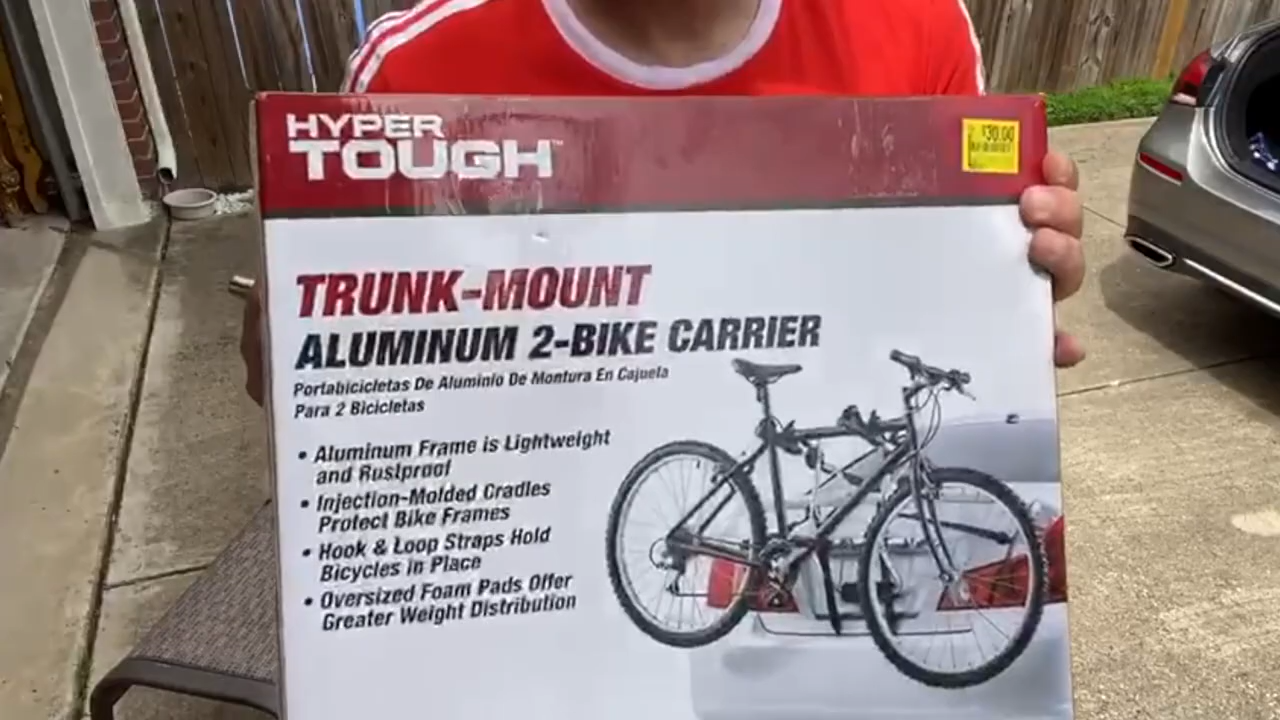 HYPER
TOUGH™
$30.00
TRUNK-MOUNT
ALUMINUM 2-BIKE CARRIER
Portabicicletas De Aluminio De Montura En Cajuela
Para 2 Bicicletas
• Aluminum Frame is Lightweight
and Rustproof
• Injection-Molded Cradles
Protect Bike Frames
• Hook & Loop Straps Hold
Bicycles in Place
• Oversized Foam Pads Offer
Greater Weight Distribution